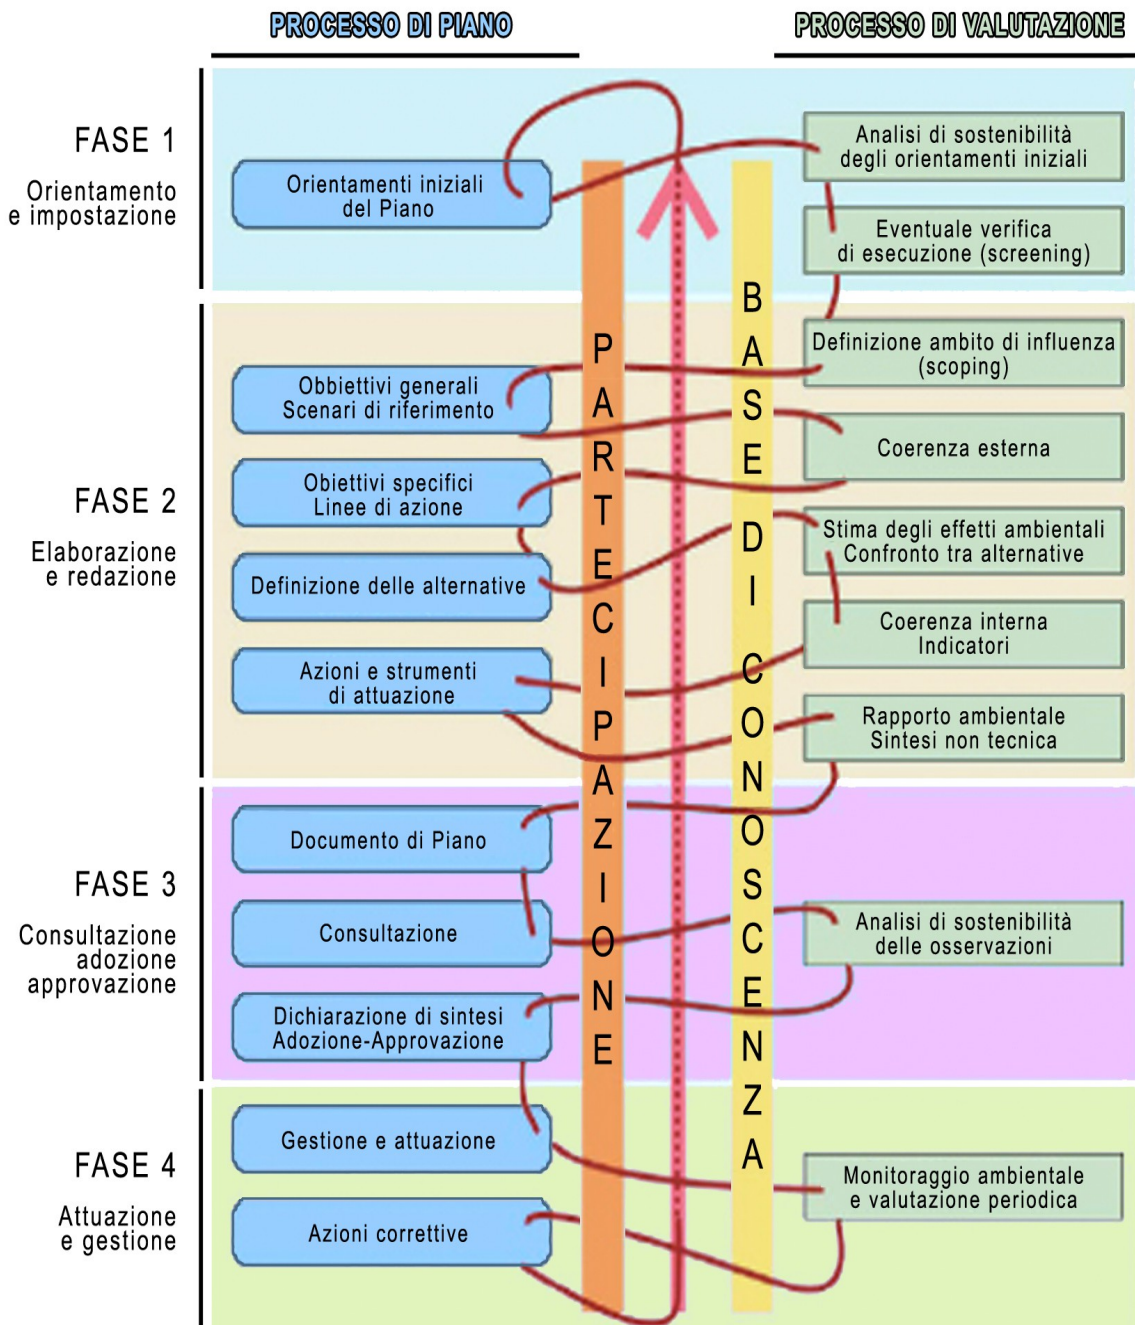 PROCESSO DI PIANO
PROCESSO DI VALUTAZIONE
FASE 1
Orientamento
e impostazione
Orientamenti iniziali
del Piano
Analisi di sostenibilità
degli orientamenti iniziali
Eventuale verifica
di esecuzione (screening)
PARTECIPAZIONE
BASE DI CONOSCENZA
FASE 2
Elaborazione
e redazione
Obbiettivi generali
Scenari di riferimento
Obiettivi specifici
Linee di azione
Definizione delle alternative
Azioni e strumenti
di attuazione
Definizione ambito di influenza
(scoping)
Coerenza esterna
Stima degli effetti ambientali
Confronto tra alternative
Coerenza interna
Indicatori
Rapporto ambientale
Sintesi non tecnica
FASE 3
Consultazione
adozione
approvazione
Documento di Piano
Consultazione
Dichiarazione di sintesi
Adozione-Approvazione
Analisi di sostenibilità
delle osservazioni
FASE 4
Attuazione
e gestione
Gestione e attuazione
Azioni correttive
Monitoraggio ambientale
e valutazione periodica